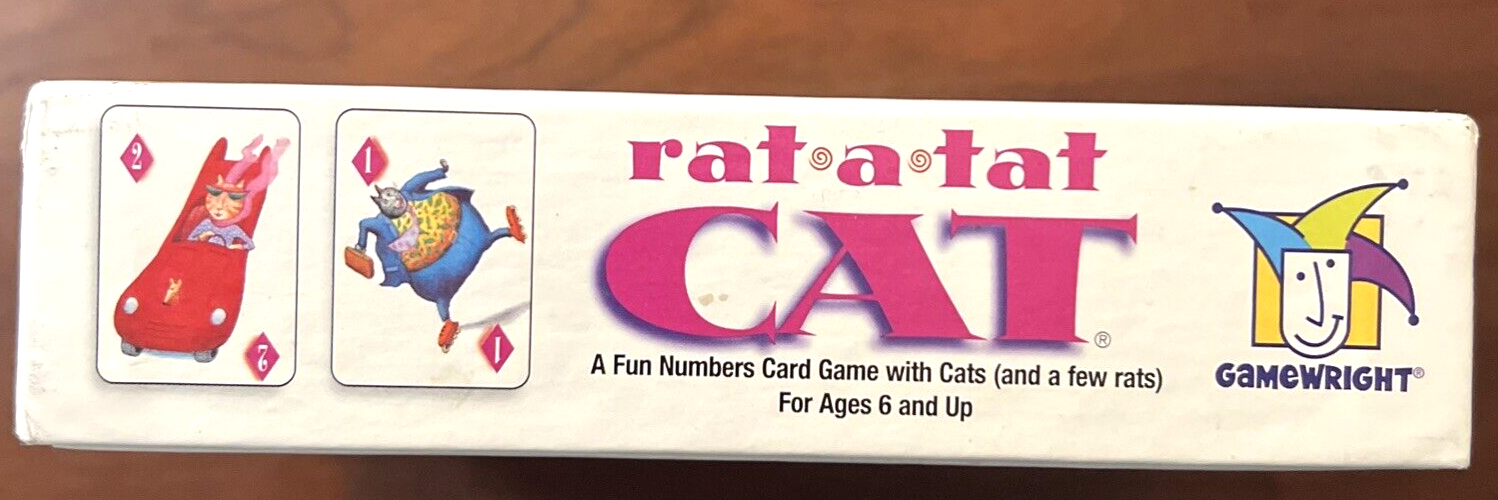 2
2
1
1
rat a tat
CAT®
A Fun Numbers Card Game with Cats (and a few rats)
For Ages 6 and Up
GAMEWRIGHT®